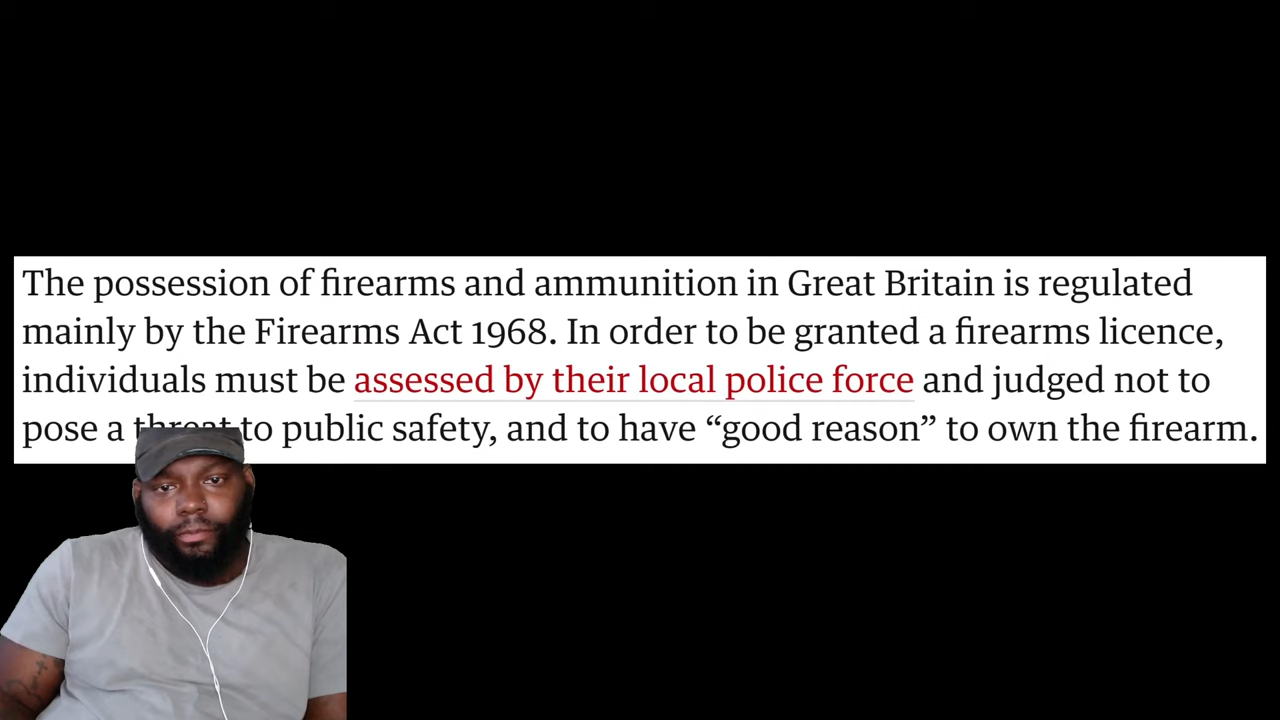 The possession of firearms and ammunition in Great Britain is regulated
mainly by the Firearms Act 1968. In order to be granted a firearms licence,
individuals must be assessed by their local police force and judged not to
pose a threat to public safety, and to have “good reason” to own the firearm.